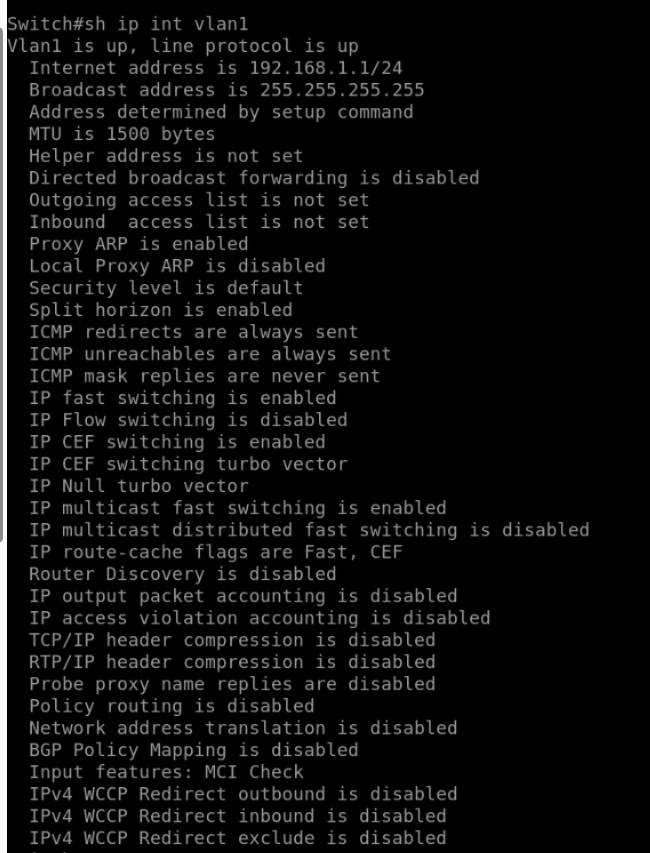 Switch#sh ip int vlan1
Vlan1 is up, line protocol is up
  Internet address is 192.168.1.1/24
  Broadcast address is 255.255.255.255
  Address determined by setup command
  MTU is 1500 bytes
  Helper address is not set
  Directed broadcast forwarding is disabled
  Outgoing access list is not set
  Inbound  access list is not set
  Proxy ARP is enabled
  Local Proxy ARP is disabled
  Security level is default
  Split horizon is enabled
  ICMP redirects are always sent
  ICMP unreachables are always sent
  ICMP mask replies are never sent
  IP fast switching is enabled
  IP Flow switching is disabled
  IP CEF switching is enabled
  IP CEF switching turbo vector
  IP Null turbo vector
  IP multicast fast switching is enabled
  IP multicast distributed fast switching is disabled
  IP route-cache flags are Fast, CEF
  Router Discovery is disabled
  IP output packet accounting is disabled
  IP access violation accounting is disabled
  TCP/IP header compression is disabled
  RTP/IP header compression is disabled
  Probe proxy name replies are disabled
  Policy routing is disabled
  Network address translation is disabled
  BGP Policy Mapping is disabled
  Input features: MCI Check
  IPv4 WCCP Redirect outbound is disabled
  IPv4 WCCP Redirect inbound is disabled
  IPv4 WCCP Redirect exclude is disabled